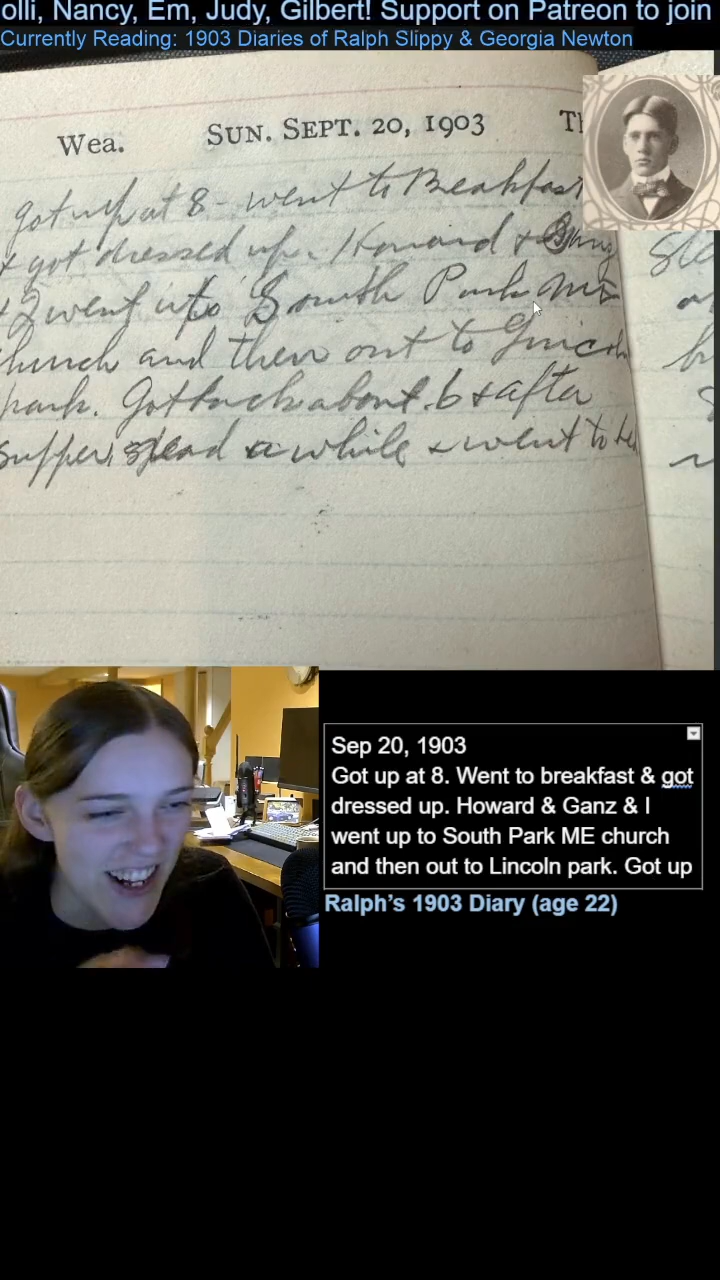 olli, Nancy, Em, Judy, Gilbert! Support on Patreon to join
Currently Reading: 1903 Diaries of Ralph Slippy & Georgia Newton
Wea. SUN. SEPT. 20, 1903 Th
got up at 8 - went to Breakfast
& got dressed up. Howard & Ganz
& I went up to South Park ME
church and then out to Lincoln
park. Got back about 6 & after
supper, read a while & went to bed
Sep 20, 1903
Got up at 8. Went to breakfast & got
dressed up. Howard & Ganz & I
went up to South Park ME church
and then out to Lincoln park. Got up
Ralph's 1903 Diary (age 22)